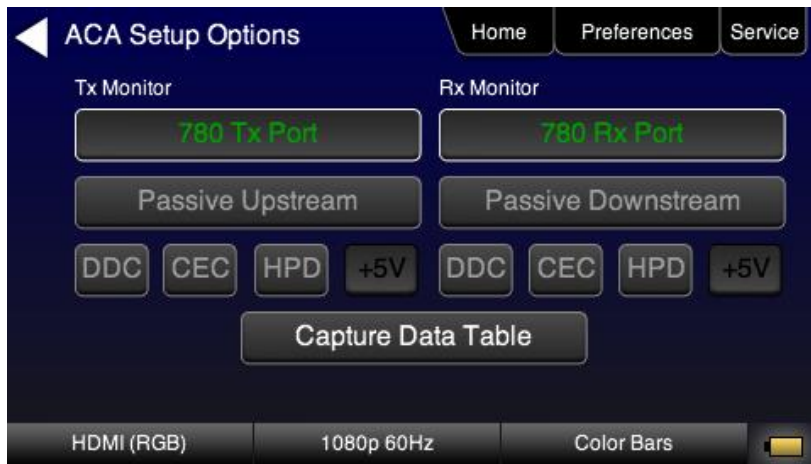 ACA Setup Options
Home
Preferences
Service
Tx Monitor
Rx Monitor
780 Tx Port
780 Rx Port
Passive Upstream
Passive Downstream
DDC
CEC
HPD
+5V
DDC
CEC
HPD
+5V
Capture Data Table
HDMI (RGB)
1080p 60Hz
Color Bars